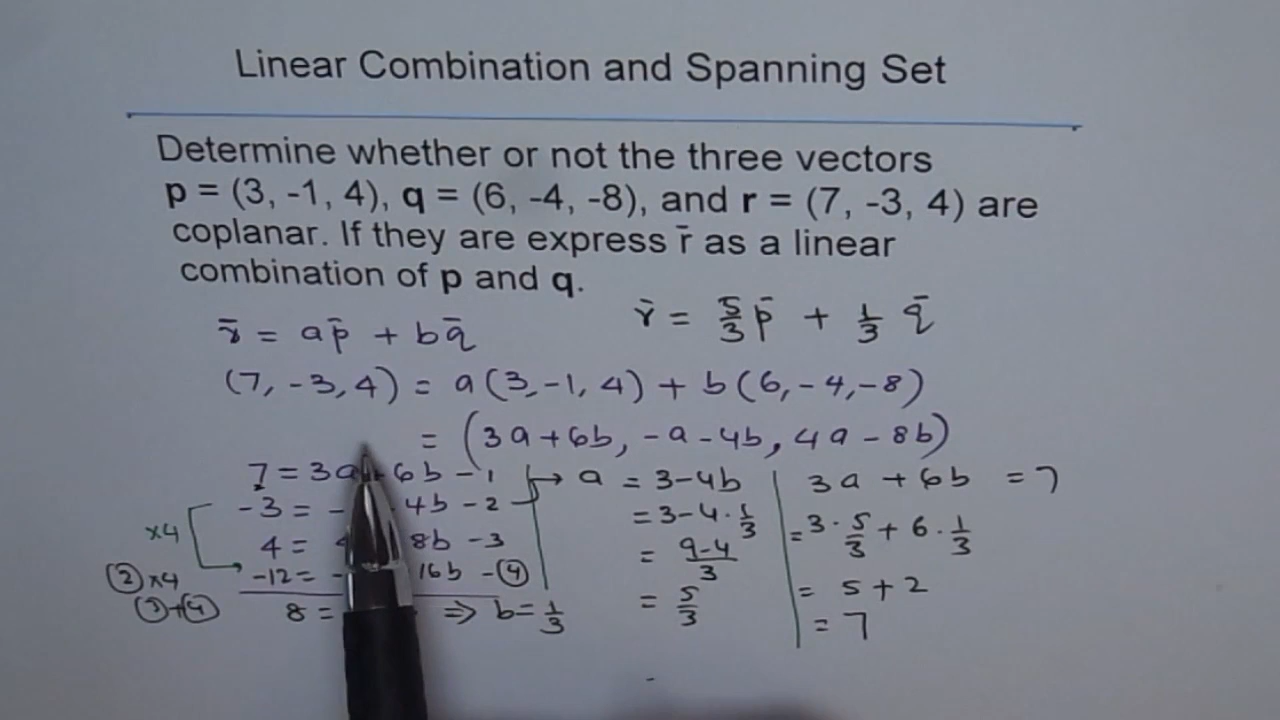 Linear Combination and Spanning Set
Determine whether or not the three vectors
p = (3, -1, 4), q = (6, -4, -8), and r = (7, -3, 4) are
coplanar. If they are express r̄ as a linear
combination of p and q.
r̄ = 5/3 p̄ + 1/3 q̄
r̄ = ap̄ + bq̄
(7, -3, 4) = a(3, -1, 4) + b(6, -4, -8)
= (3a+6b, -a-4b, 4a-8b)
7 = 3a 6b - 1
-3 = - 4b - 2
4 = 8b - 3
-12 = - 16b - ④
8 = ⇒ b = 1/3
×4
② ×4
③+④
→ a = 3-4b
= 3-4·1/3
= 9-4/3
= 5/3
3a + 6b = 7
= 3·5/3 + 6·1/3
= 5+2
= 7